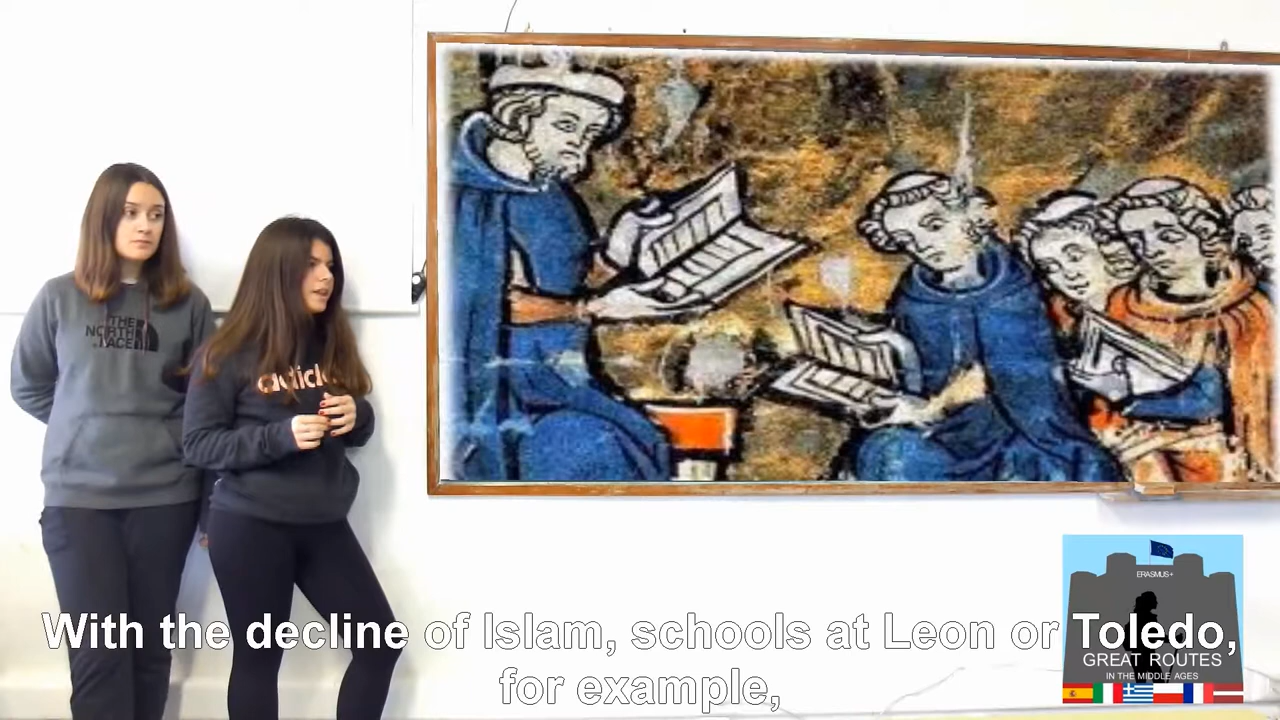 THE
NORTH
FACE
didid
ERASMUS+
With the decline of Islam, schools at Leon or Toledo,
for example,
GREAT ROUTES
IN THE MIDDLE AGES